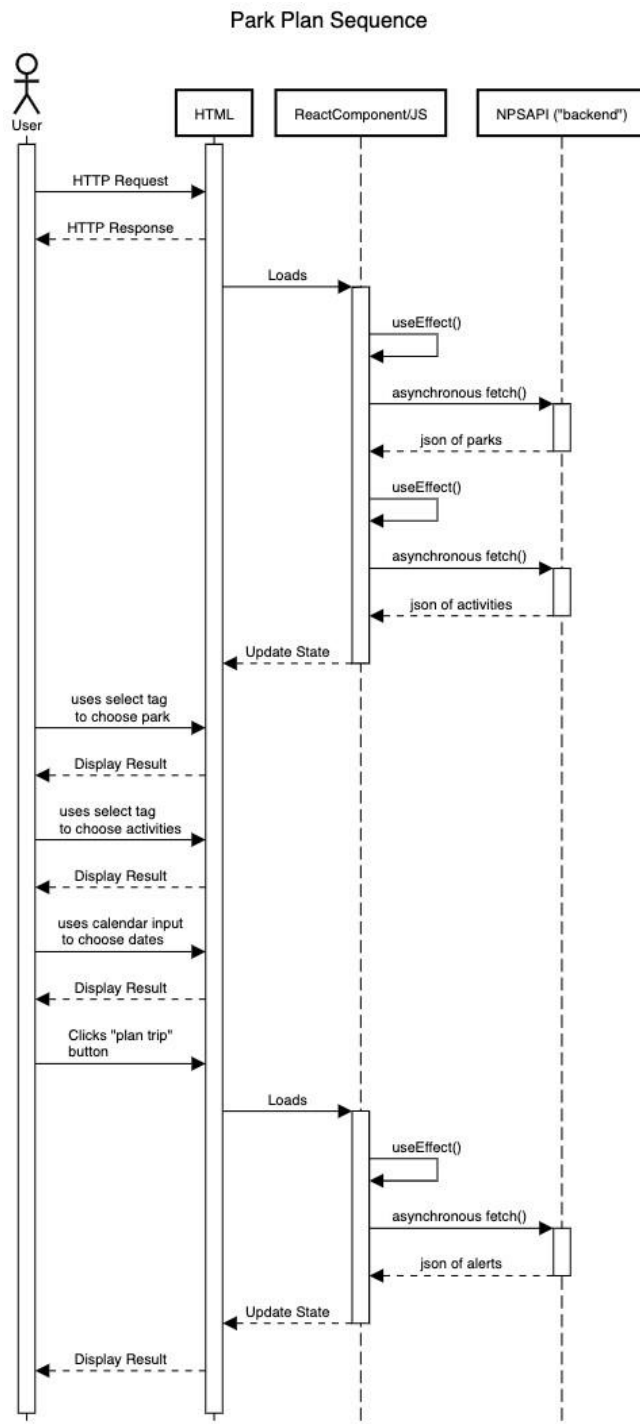 Park Plan Sequence
User
HTML
ReactComponent/JS
NPSAPI ("backend")
HTTP Request
HTTP Response
Loads
useEffect()
asynchronous fetch()
json of parks
useEffect()
asynchronous fetch()
json of activities
Update State
uses select tag
to choose park
Display Result
uses select tag
to choose activities
Display Result
uses calendar input
to choose dates
Display Result
Clicks "plan trip"
button
Loads
useEffect()
asynchronous fetch()
json of alerts
Update State
Display Result